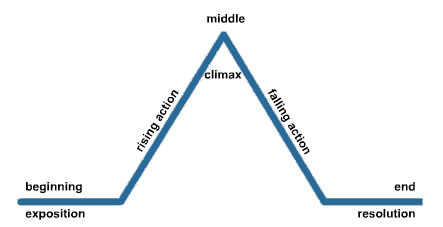 middle
climax
rising action
falling action
beginning
end
exposition
resolution